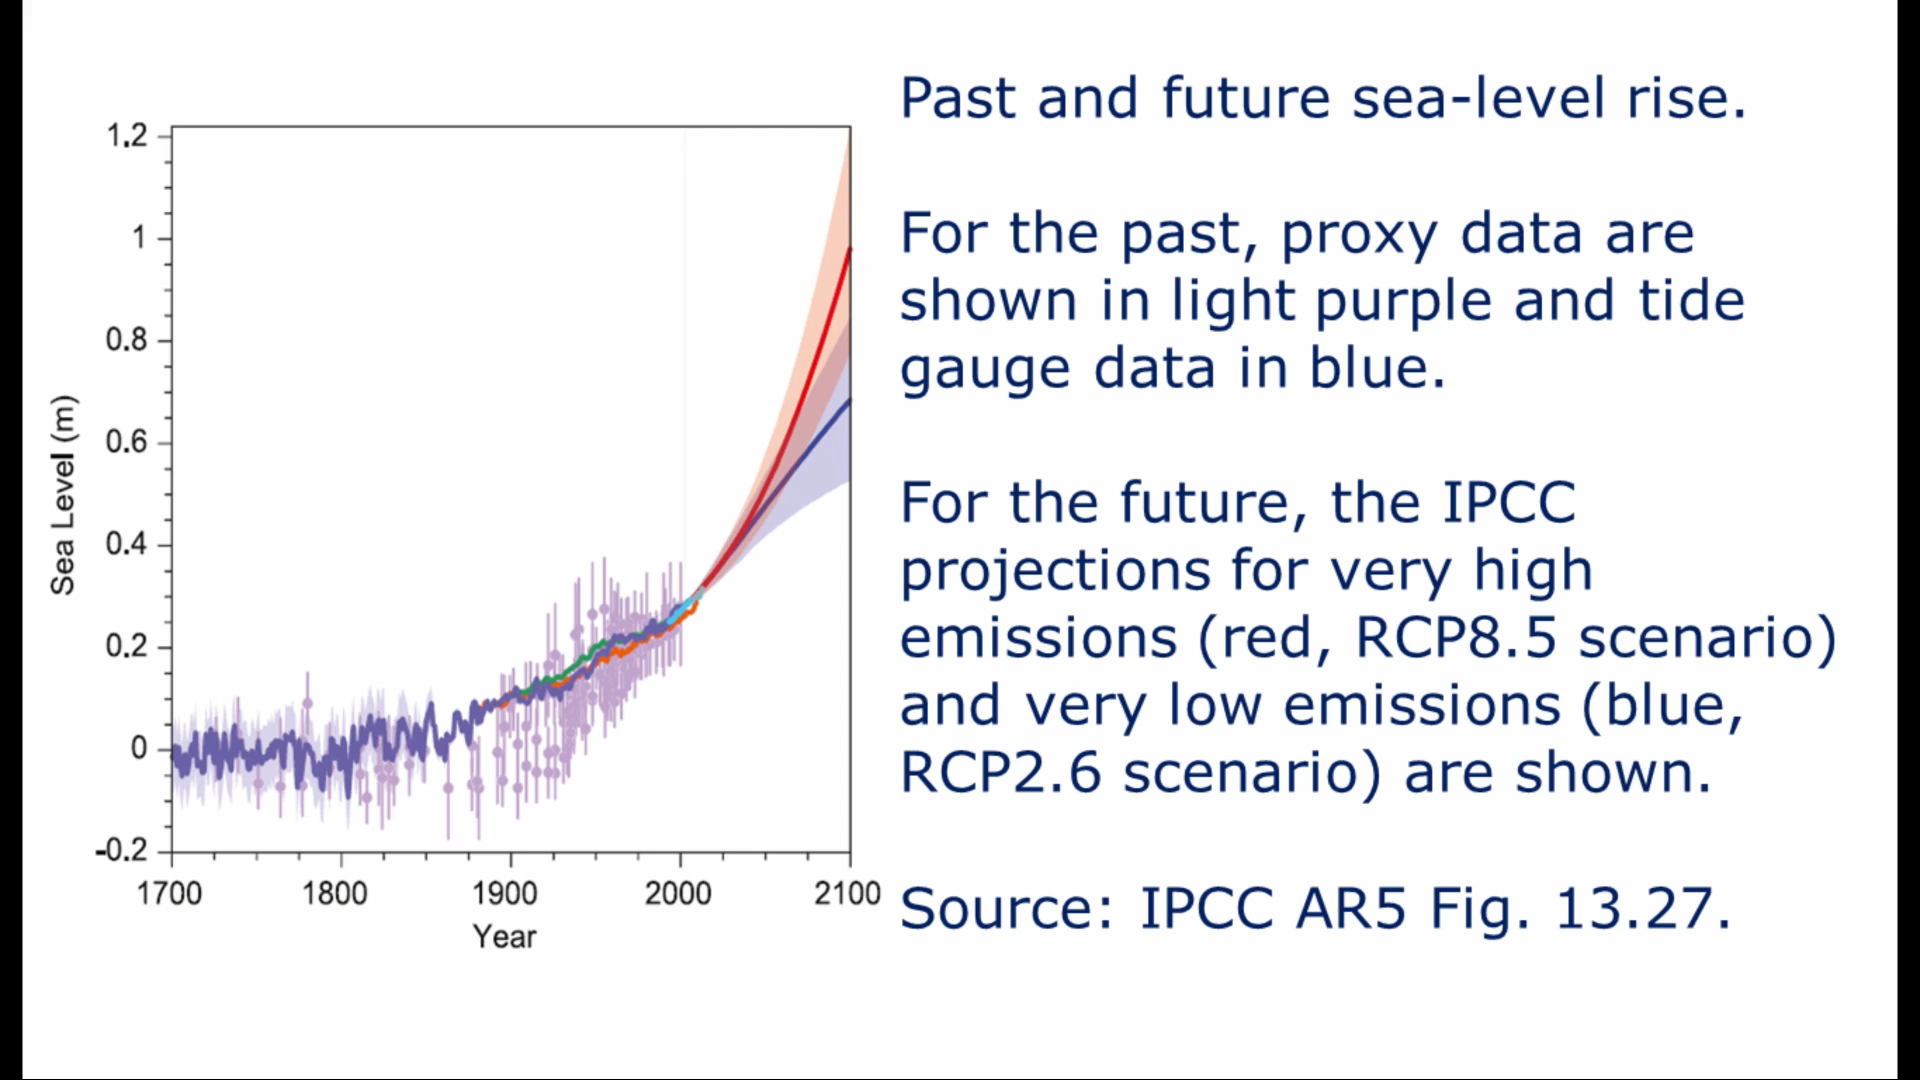 Past and future sea-level rise.
For the past, proxy data are
shown in light purple and tide
gauge data in blue.
For the future, the IPCC
projections for very high
emissions (red, RCP8.5 scenario)
and very low emissions (blue,
RCP2.6 scenario) are shown.
Source: IPCC AR5 Fig. 13.27.
Sea Level (m)
1.2
1
0.8
0.6
0.4
0.2
0
-0.2
1700 1800 1900 2000 2100
Year